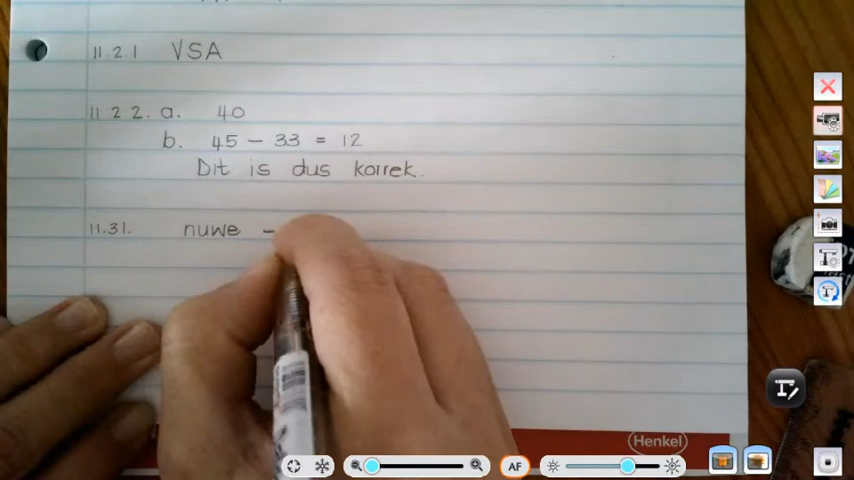 11.2.1 VSA
11.2.2. a. 40
b. 45 - 33 = 12
Dit is dus korrek.
11.31. nuwe -
Henkel
AF